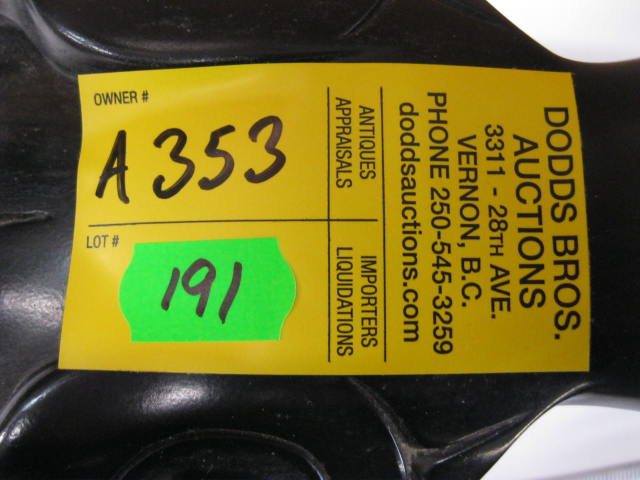 DODDS BROS.
AUCTIONS
3311 - 28TH AVE.
VERNON, B.C.
PHONE 250-545-3259
doddsauctions.com
ANTIQUES
APPRAISALS
IMPORTERS
LIQUIDATIONS
OWNER #
A 353
LOT #
191